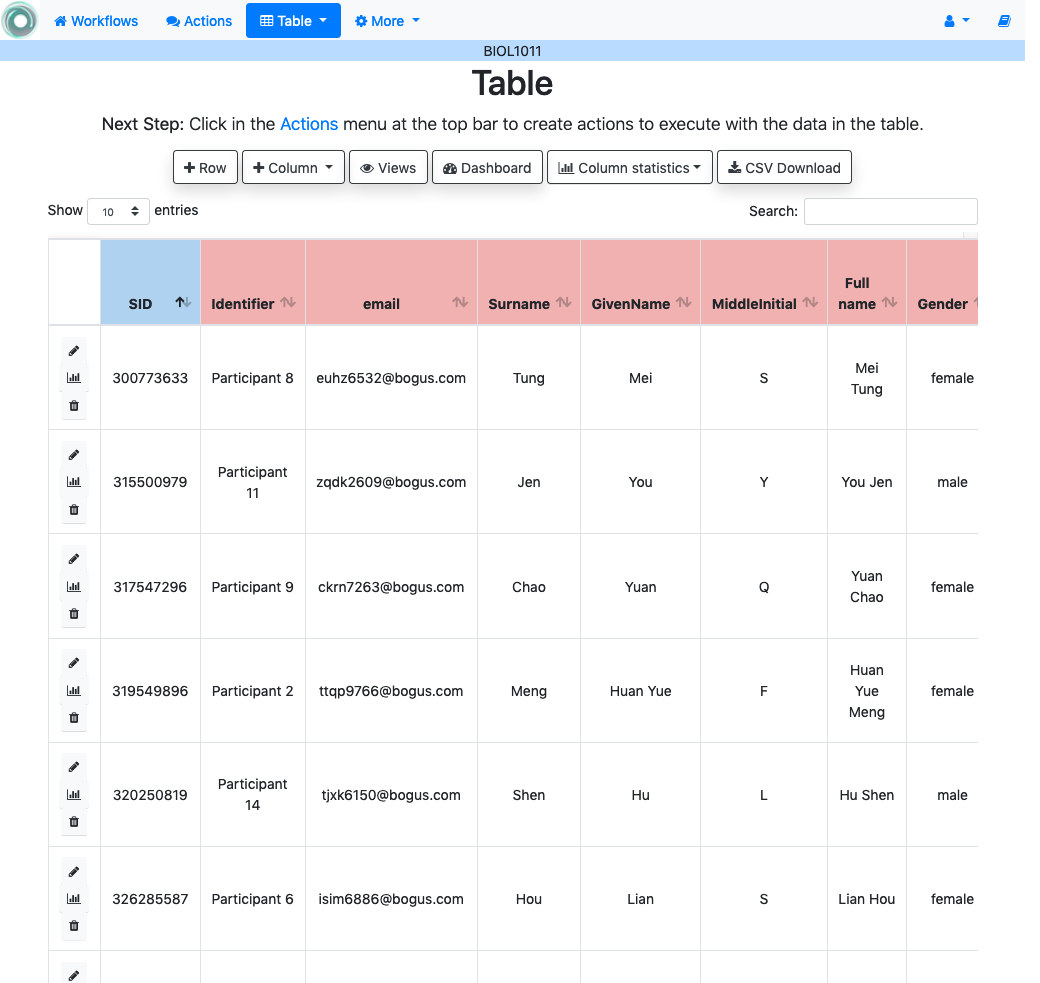 Workflows Actions Table More
BIOL1011
Table
Next Step: Click in the Actions menu at the top bar to create actions to execute with the data in the table.
Row Column Views Dashboard Column statistics CSV Download
Show 10 entries Search:
SID Identifier email Surname GivenName MiddleInitial Full name Gender
300773633 Participant 8 euhz6532@bogus.com Tung Mei S Mei Tung female
315500979 Participant 11 zqdk2609@bogus.com Jen You Y You Jen male
317547296 Participant 9 ckrn7263@bogus.com Chao Yuan Q Yuan Chao female
319549896 Participant 2 ttqp9766@bogus.com Meng Huan Yue F Huan Yue Meng female
320250819 Participant 14 tjxk6150@bogus.com Shen Hu L Hu Shen male
326285587 Participant 6 isim6886@bogus.com Hou Lian S Lian Hou female